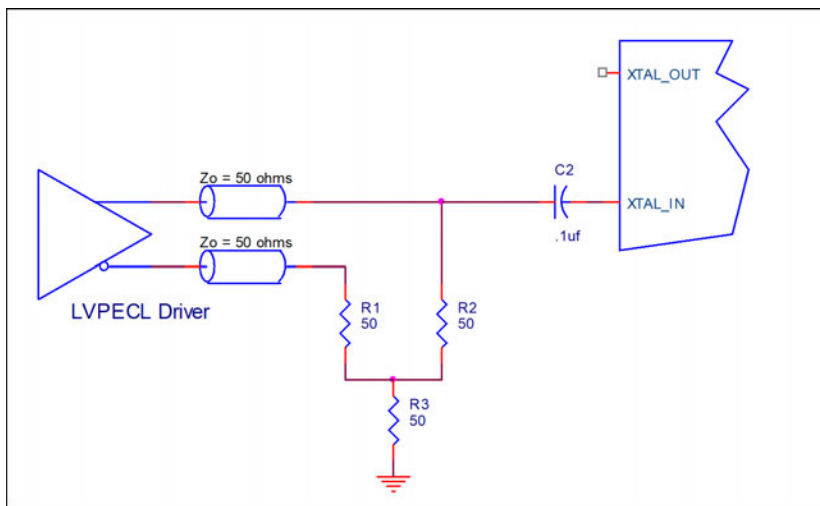 XTAL_OUT
Zo = 50 ohms
C2
XTAL_IN
.1uf
Zo = 50 ohms
LVPECL Driver
R1
50
R2
50
R3
50